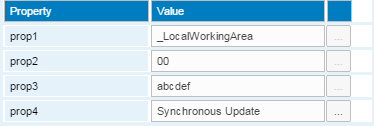 Property Value
prop1 _LocalWorkingArea ...
prop2 00 ...
prop3 abcdef ...
prop4 Synchronous Update ...